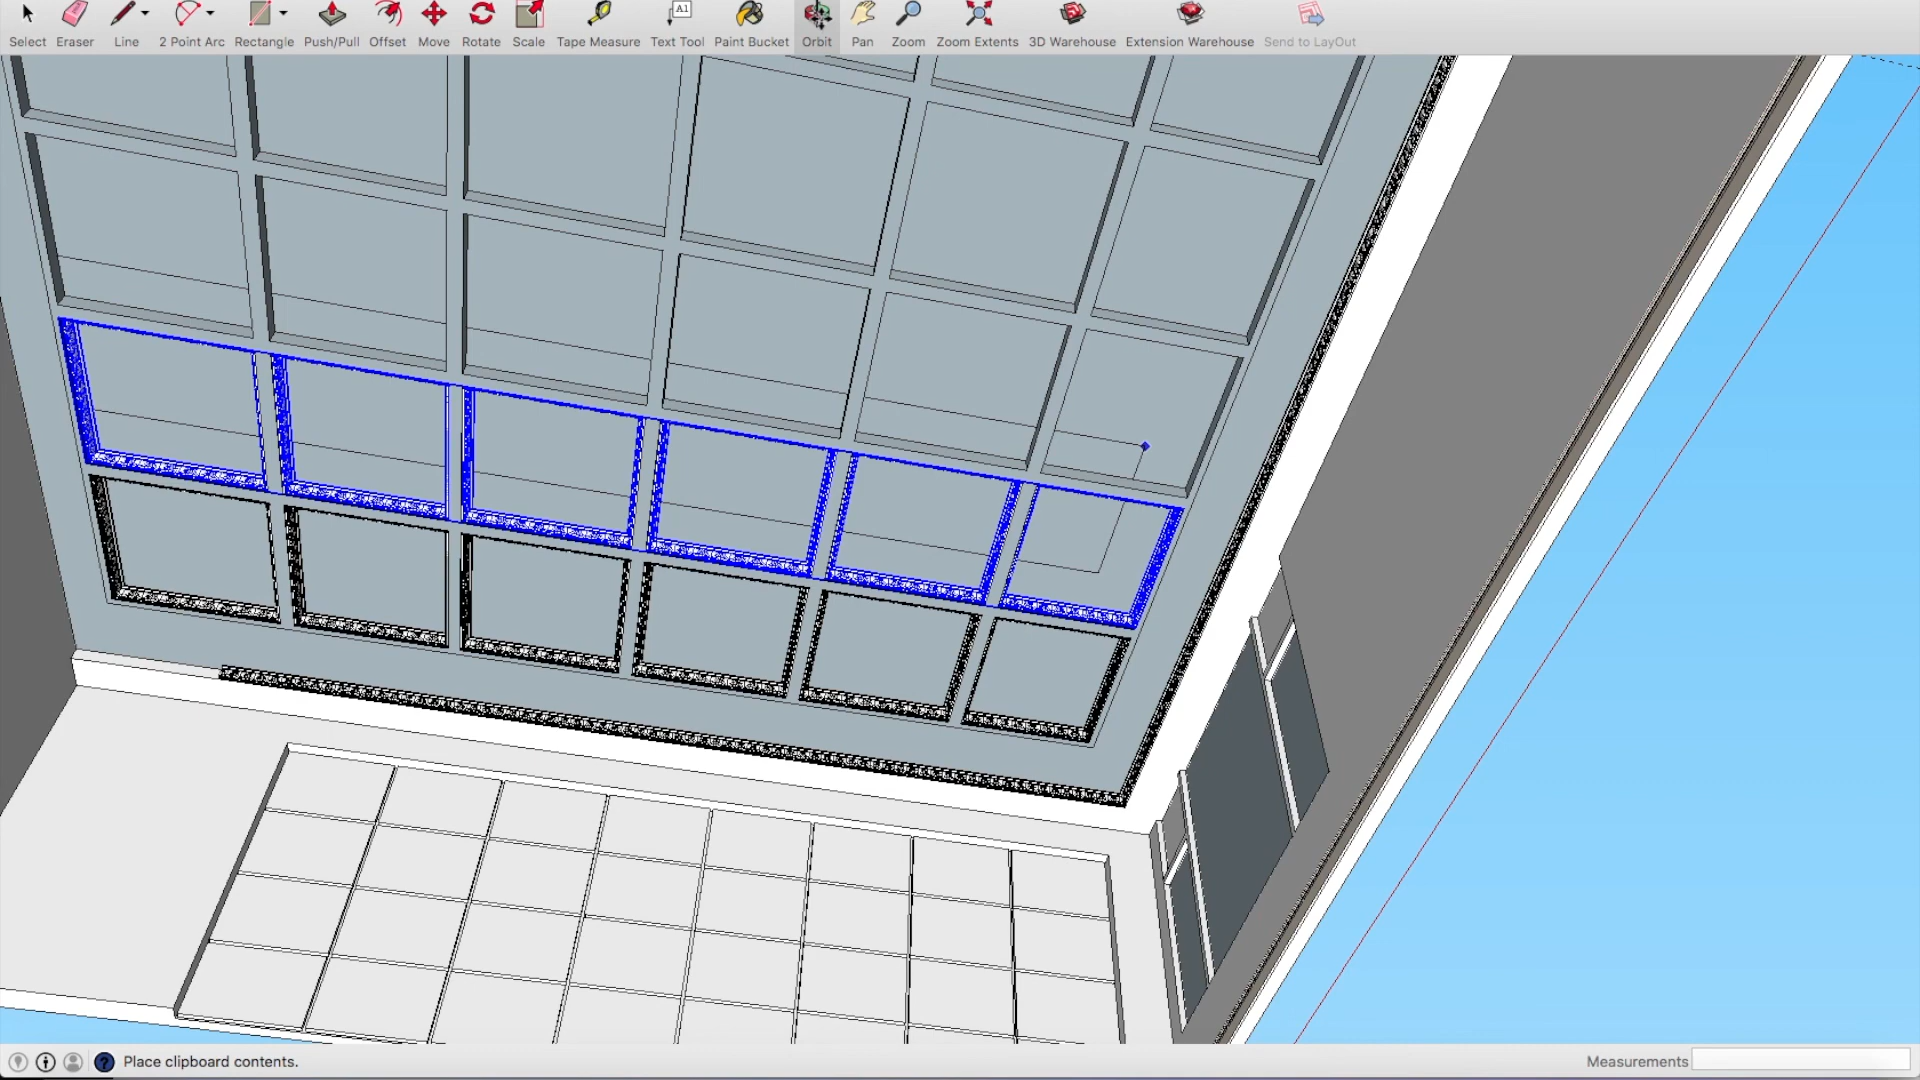 Select Eraser Line 2 Point Arc Rectangle Push/Pull Offset Move Rotate Scale Tape Measure Text Tool Paint Bucket Orbit Pan Zoom Zoom Extents 3D Warehouse Extension Warehouse Send to LayOut
A1
? Place clipboard contents. Measurements